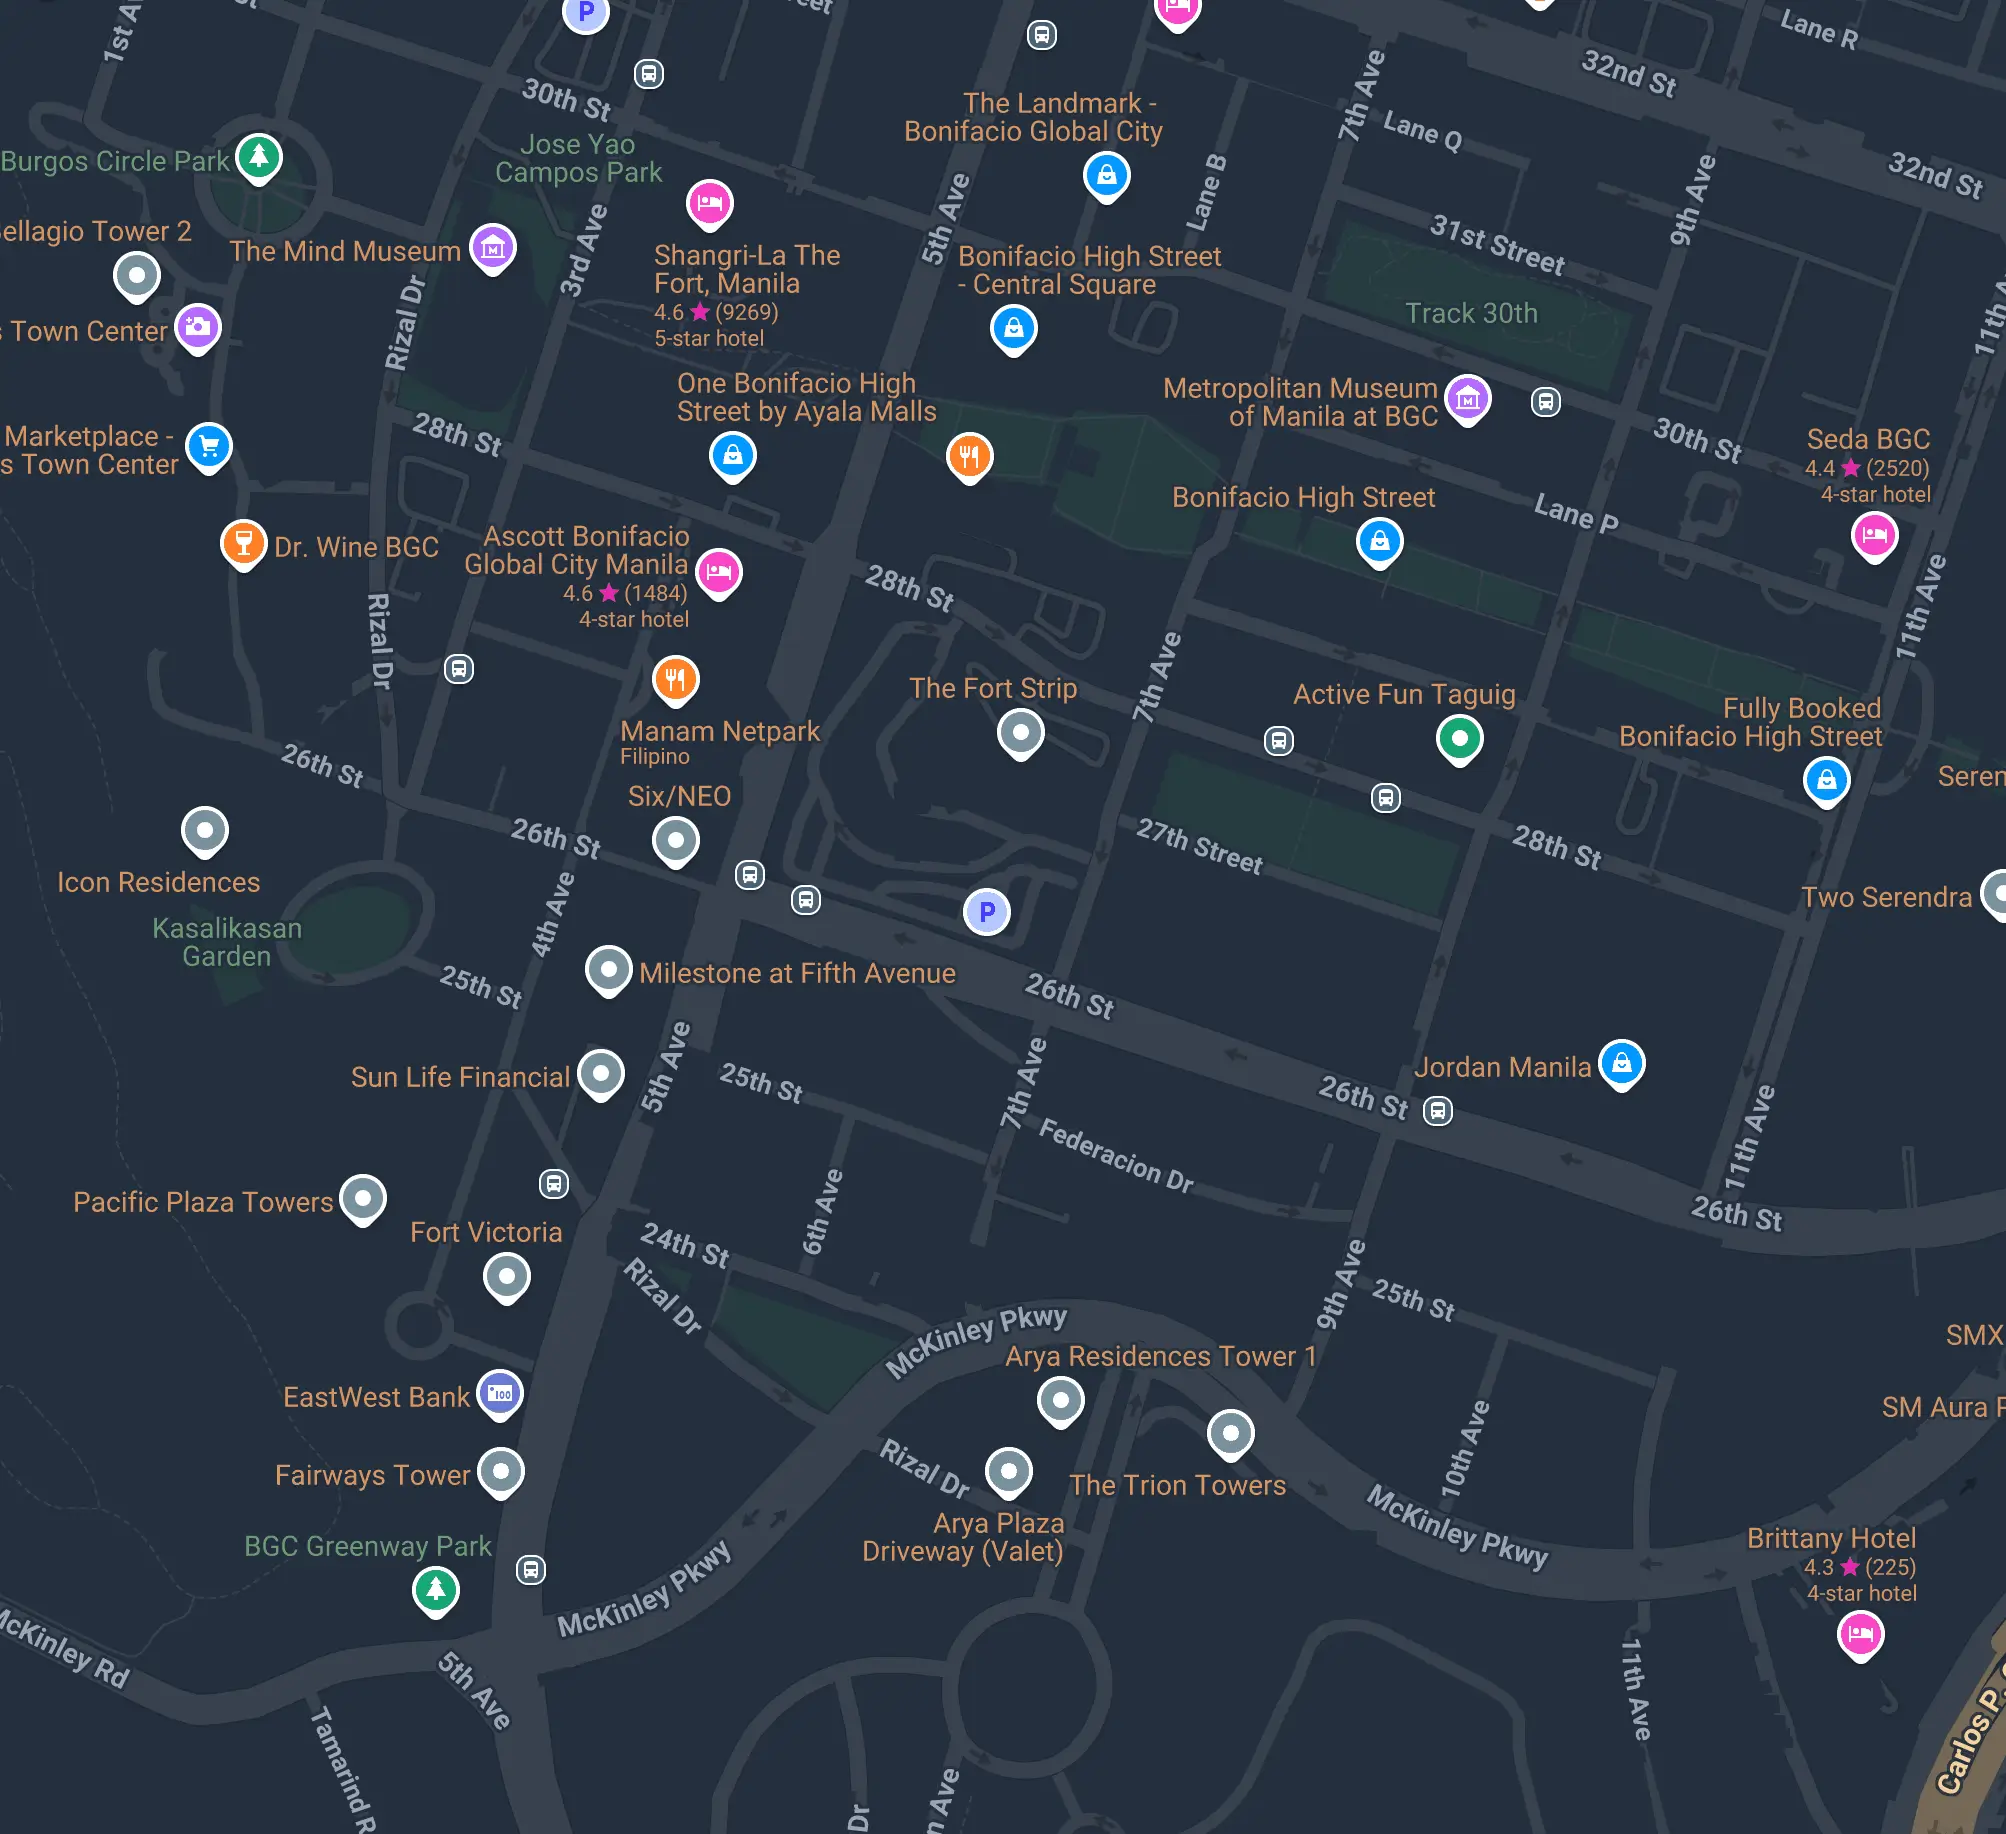 1st Av
30th St
32nd St
Lane R
The Landmark -
Bonifacio Global City
7th Ave
Lane Q
Burgos Circle Park
Jose Yao
Campos Park
Lane B
9th Ave
32nd St
5th Ave
3rd Ave
ellagio Tower 2
The Mind Museum
Shangri-La The
Fort, Manila
4.6 (9269)
5-star hotel
Bonifacio High Street
- Central Square
31st Street
11th A
s Town Center
Rizal Dr
Track 30th
One Bonifacio High
Street by Ayala Malls
Metropolitan Museum
of Manila at BGC
Marketplace -
s Town Center
28th St
30th St
Seda BGC
4.4 (2520)
4-star hotel
Bonifacio High Street
Lane P
Dr. Wine BGC
Ascott Bonifacio
Global City Manila
4.6 (1484)
4-star hotel
28th St
11th Ave
Rizal Dr
7th Ave
The Fort Strip
Active Fun Taguig
Manam Netpark
Filipino
Fully Booked
Bonifacio High Street
26th St
Six/NEO
Seren
26th St
27th Street
28th St
Icon Residences
4th Ave
Two Serendra
Kasalikasan
Garden
P
25th St
Milestone at Fifth Avenue
26th St
Sun Life Financial
5th Ave
25th St
7th Ave
26th St
Jordan Manila
Federacion Dr
11th Ave
Pacific Plaza Towers
6th Ave
26th St
Fort Victoria
24th St
9th Ave
Rizal Dr
25th St
McKinley Pkwy
SMX
Arya Residences Tower 1
EastWest Bank
100
SM Aura P
10th Ave
Fairways Tower
Rizal Dr
The Trion Towers
Arya Plaza
Driveway (Valet)
McKinley Pkwy
BGC Greenway Park
Brittany Hotel
4.3 (225)
4-star hotel
McKinley Pkwy
McKinley Rd
5th Ave
11th Ave
Tamarind R
Carlos P.
Dr
n Ave